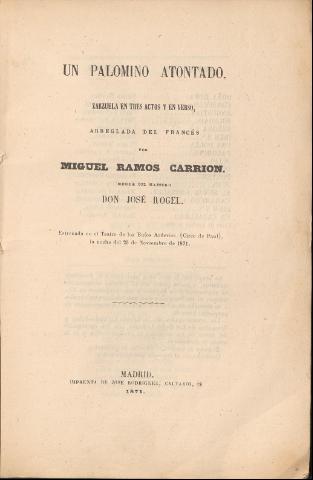 UN PALOMINO ATONTADO.
ZARZUELA EN TRES ACTOS Y EN VERSO,
ARREGLADA DEL FRANCÉS
POR
MIGUEL RAMOS CARRION.
MÚSICA DEL MAESTRO
DON JOSÉ ROGEL.
Estrenada en el Teatro de los Bufos Arderius. (Circo de Paul),
la noche del 25 de Noviembre de 1871.
MADRID.
IMPRENTA DE JOSÉ RODRIGUEZ, CALVARIO, 18
1871.